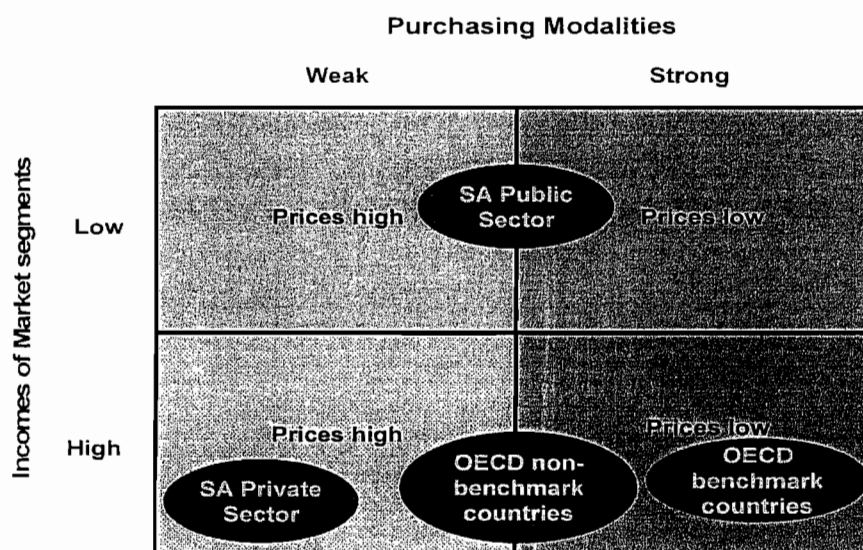 Purchasing Modalities
Weak
Strong
Incomes of Market segments
Low
Prices high
SA Public
Sector
Prices low
High
Prices high
Prices low
SA Private
Sector
OECD non-
benchmark
countries
OECD
benchmark
countries